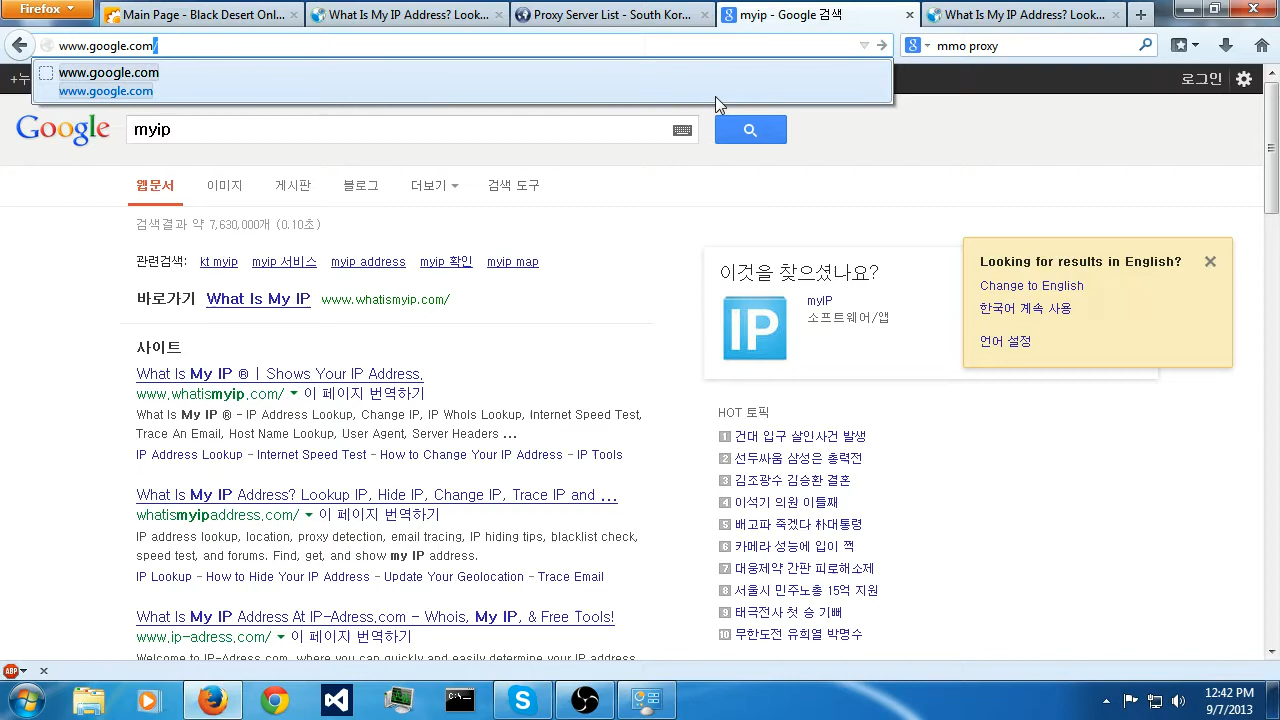 Firefox
Main Page - Black Desert Onl...
What Is My IP Address? Look...
Proxy Server List - South Kor...
myip - Google 검색
What Is My IP Address? Look...
www.google.com/
mmo proxy
www.google.com
www.google.com
+누
로그인
Google
myip
웹문서 이미지 게시판 블로그 더보기 검색 도구
검색결과 약 7,630,000개 (0.10초)
관련검색: kt myip myip 서비스 myip address myip 확인 myip map
바로가기 What Is My IP www.whatismyip.com/
사이트
What Is My IP ® | Shows Your IP Address.
www.whatismyip.com/ 이 페이지 번역하기
What Is My IP ® - IP Address Lookup, Change IP, IP WhoIs Lookup, Internet Speed Test,
Trace An Email, Host Name Lookup, User Agent, Server Headers ...
IP Address Lookup - Internet Speed Test - How to Change Your IP Address - IP Tools
What Is My IP Address? Lookup IP, Hide IP, Change IP, Trace IP and ...
whatismyipaddress.com/ 이 페이지 번역하기
IP address lookup, location, proxy detection, email tracing, IP hiding tips, blacklist check,
speed test, and forums. Find, get, and show my IP address.
IP Lookup - How to Hide Your IP Address - Update Your Geolocation - Trace Email
What Is My IP Address At IP-Adress.com - Whois, My IP, & Free Tools!
www.ip-adress.com/ 이 페이지 번역하기
Welcome to IP-Adress.com, where you can quickly and easily determine your IP address
이것을 찾으셨나요?
IP
myIP
소프트웨어/앱
Looking for results in English?
Change to English
한국어 계속 사용
언어 설정
HOT 토픽
1 건대 입구 살인사건 발생
2 선두싸움 삼성은 총력전
3 김조광수 김승환 결혼
4 이석기 의원 이틀째
5 배고파 죽겠다 朴대통령
6 카메라 성능에 입이 쩍
7 대웅제약 간판 피로해소제
8 서울시 민주노총 15억 지원
9 태극전사 첫 승 기뻐
10 무한도전 유희열 박명수
ABP
12:42 PM
9/7/2013